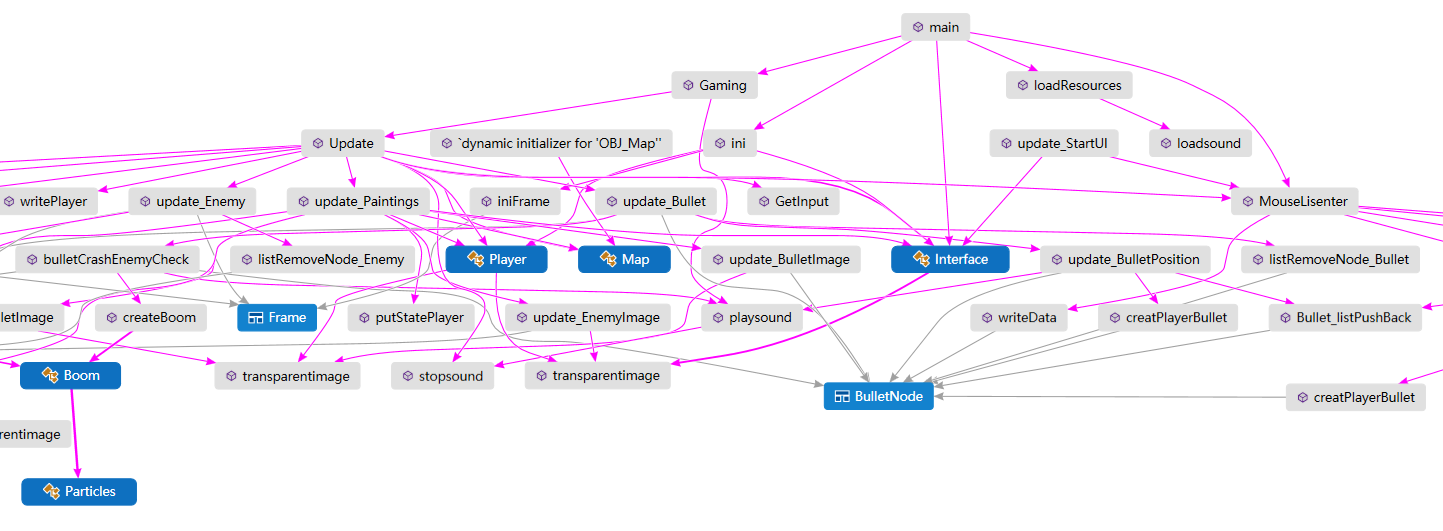 main
Gaming
loadResources
Update
`dynamic initializer for 'OBJ_Map''
ini
update_StartUI
loadsound
writePlayer
update_Enemy
update_Paintings
iniFrame
update_Bullet
GetInput
MouseLisenter
bulletCrashEnemyCheck
listRemoveNode_Enemy
Player
Map
update_BulletImage
Interface
update_BulletPosition
listRemoveNode_Bullet
letImage
createBoom
Frame
putStatePlayer
update_EnemyImage
playsound
writeData
creatPlayerBullet
Bullet_listPushBack
Boom
transparentimage
stopsound
transparentimage
BulletNode
creatPlayerBullet
rentimage
Particles